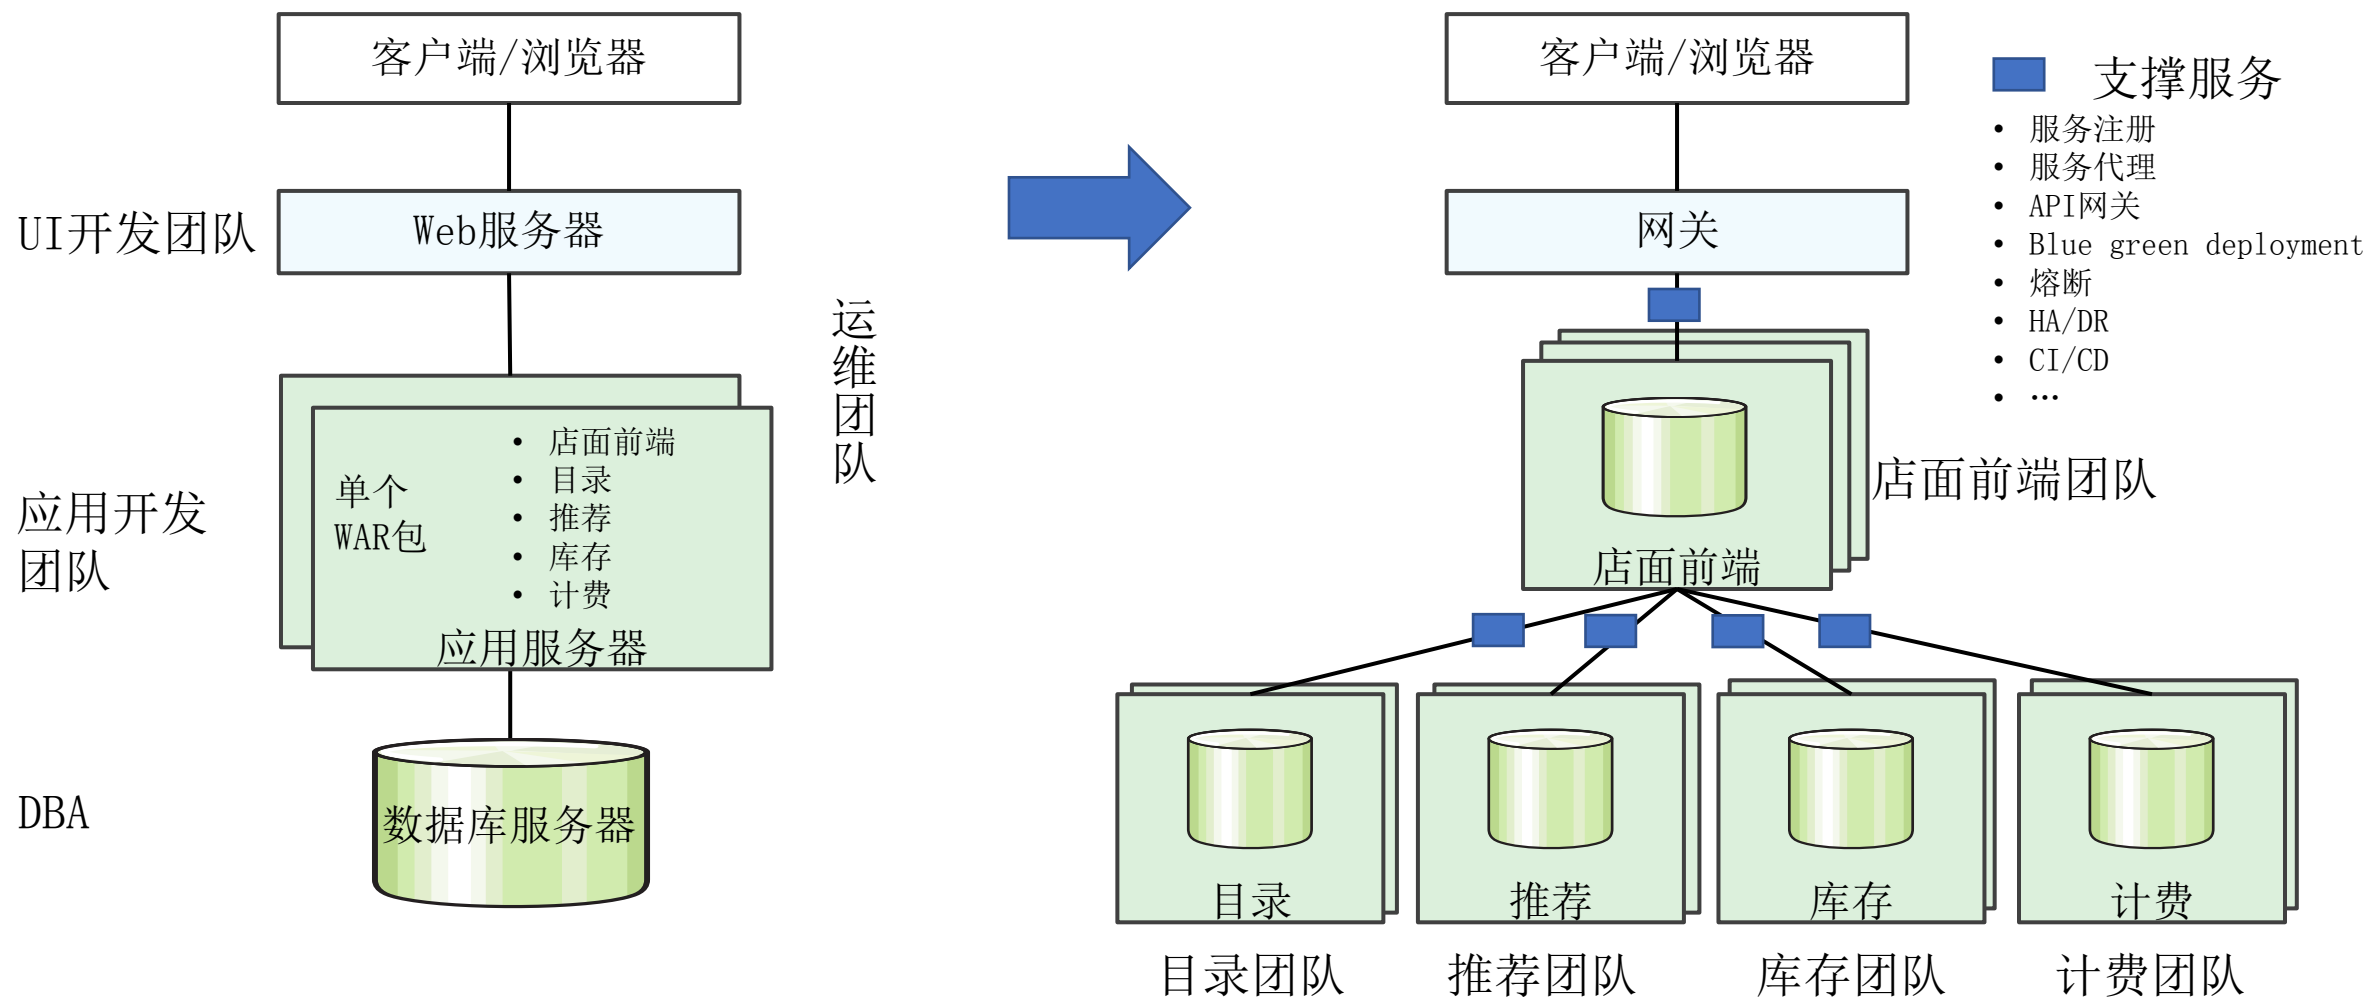 客户端/浏览器
UI开发团队
Web服务器
运维团队
应用开发
团队
单个
WAR包
• 店面前端
• 目录
• 推荐
• 库存
• 计费
应用服务器
DBA
数据库服务器
客户端/浏览器
网关
支撑服务
• 服务注册
• 服务代理
• API网关
• Blue green deployment
• 熔断
• HA/DR
• CI/CD
• …
店面前端
店面前端团队
目录
推荐
库存
计费
目录团队
推荐团队
库存团队
计费团队